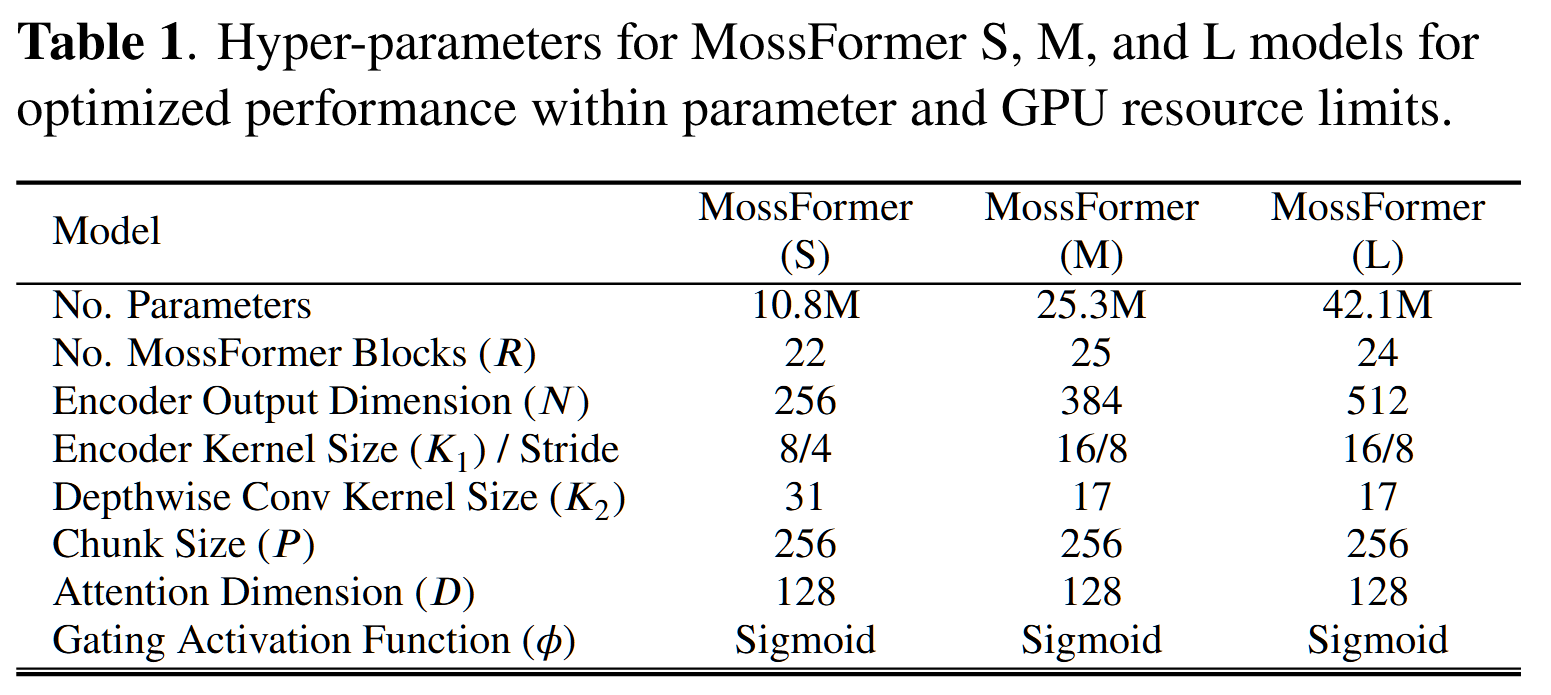 Table 1. Hyper-parameters for MossFormer S, M, and L models for
optimized performance within parameter and GPU resource limits.
Model MossFormer (S) MossFormer (M) MossFormer (L)
No. Parameters 10.8M 25.3M 42.1M
No. MossFormer Blocks (R) 22 25 24
Encoder Output Dimension (N) 256 384 512
Encoder Kernel Size (K₁) / Stride 8/4 16/8 16/8
Depthwise Conv Kernel Size (K₂) 31 17 17
Chunk Size (P) 256 256 256
Attention Dimension (D) 128 128 128
Gating Activation Function (ϕ) Sigmoid Sigmoid Sigmoid